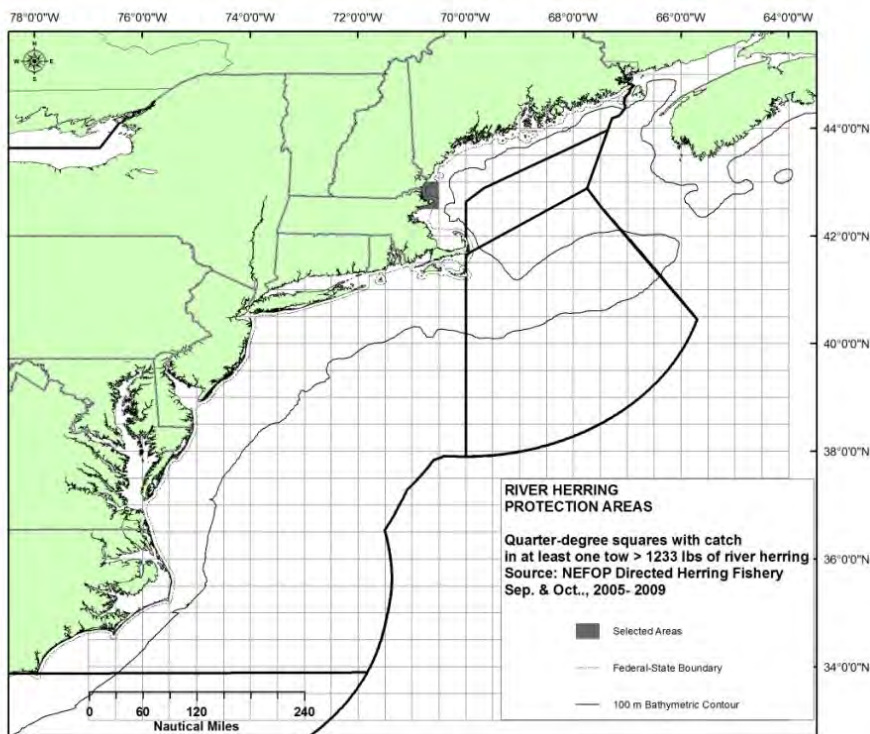 78°0'0"W 76°0'0"W 74°0'0"W 72°0'0"W 70°0'0"W 68°0'0"W 66°0'0"W 64°0'0"W
N
W E
S
44°0'0"N
42°0'0"N
40°0'0"N
38°0'0"N
RIVER HERRING
PROTECTION AREAS
Quarter-degree squares with catch
in at least one tow > 1233 lbs of river herring
Source: NEFOP Directed Herring Fishery
Sep. & Oct.., 2005- 2009
36°0'0"N
Selected Areas
Federal-State Boundary
34°0'0"N
100 m Bathymetric Contour
0 60 120 240
Nautical Miles